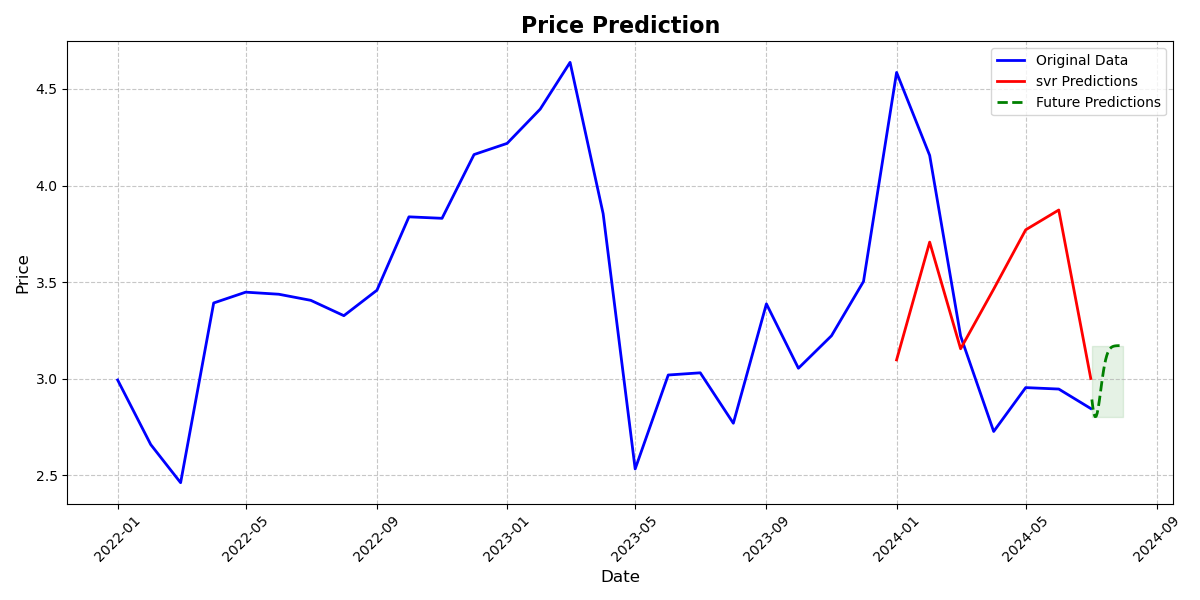 Price Prediction
Original Data
svr Predictions
Future Predictions
Price
4.5
4.0
3.5
3.0
2.5
2022-01
2022-05
2022-09
2023-01
2023-05
2023-09
2024-01
2024-05
2024-09
Date